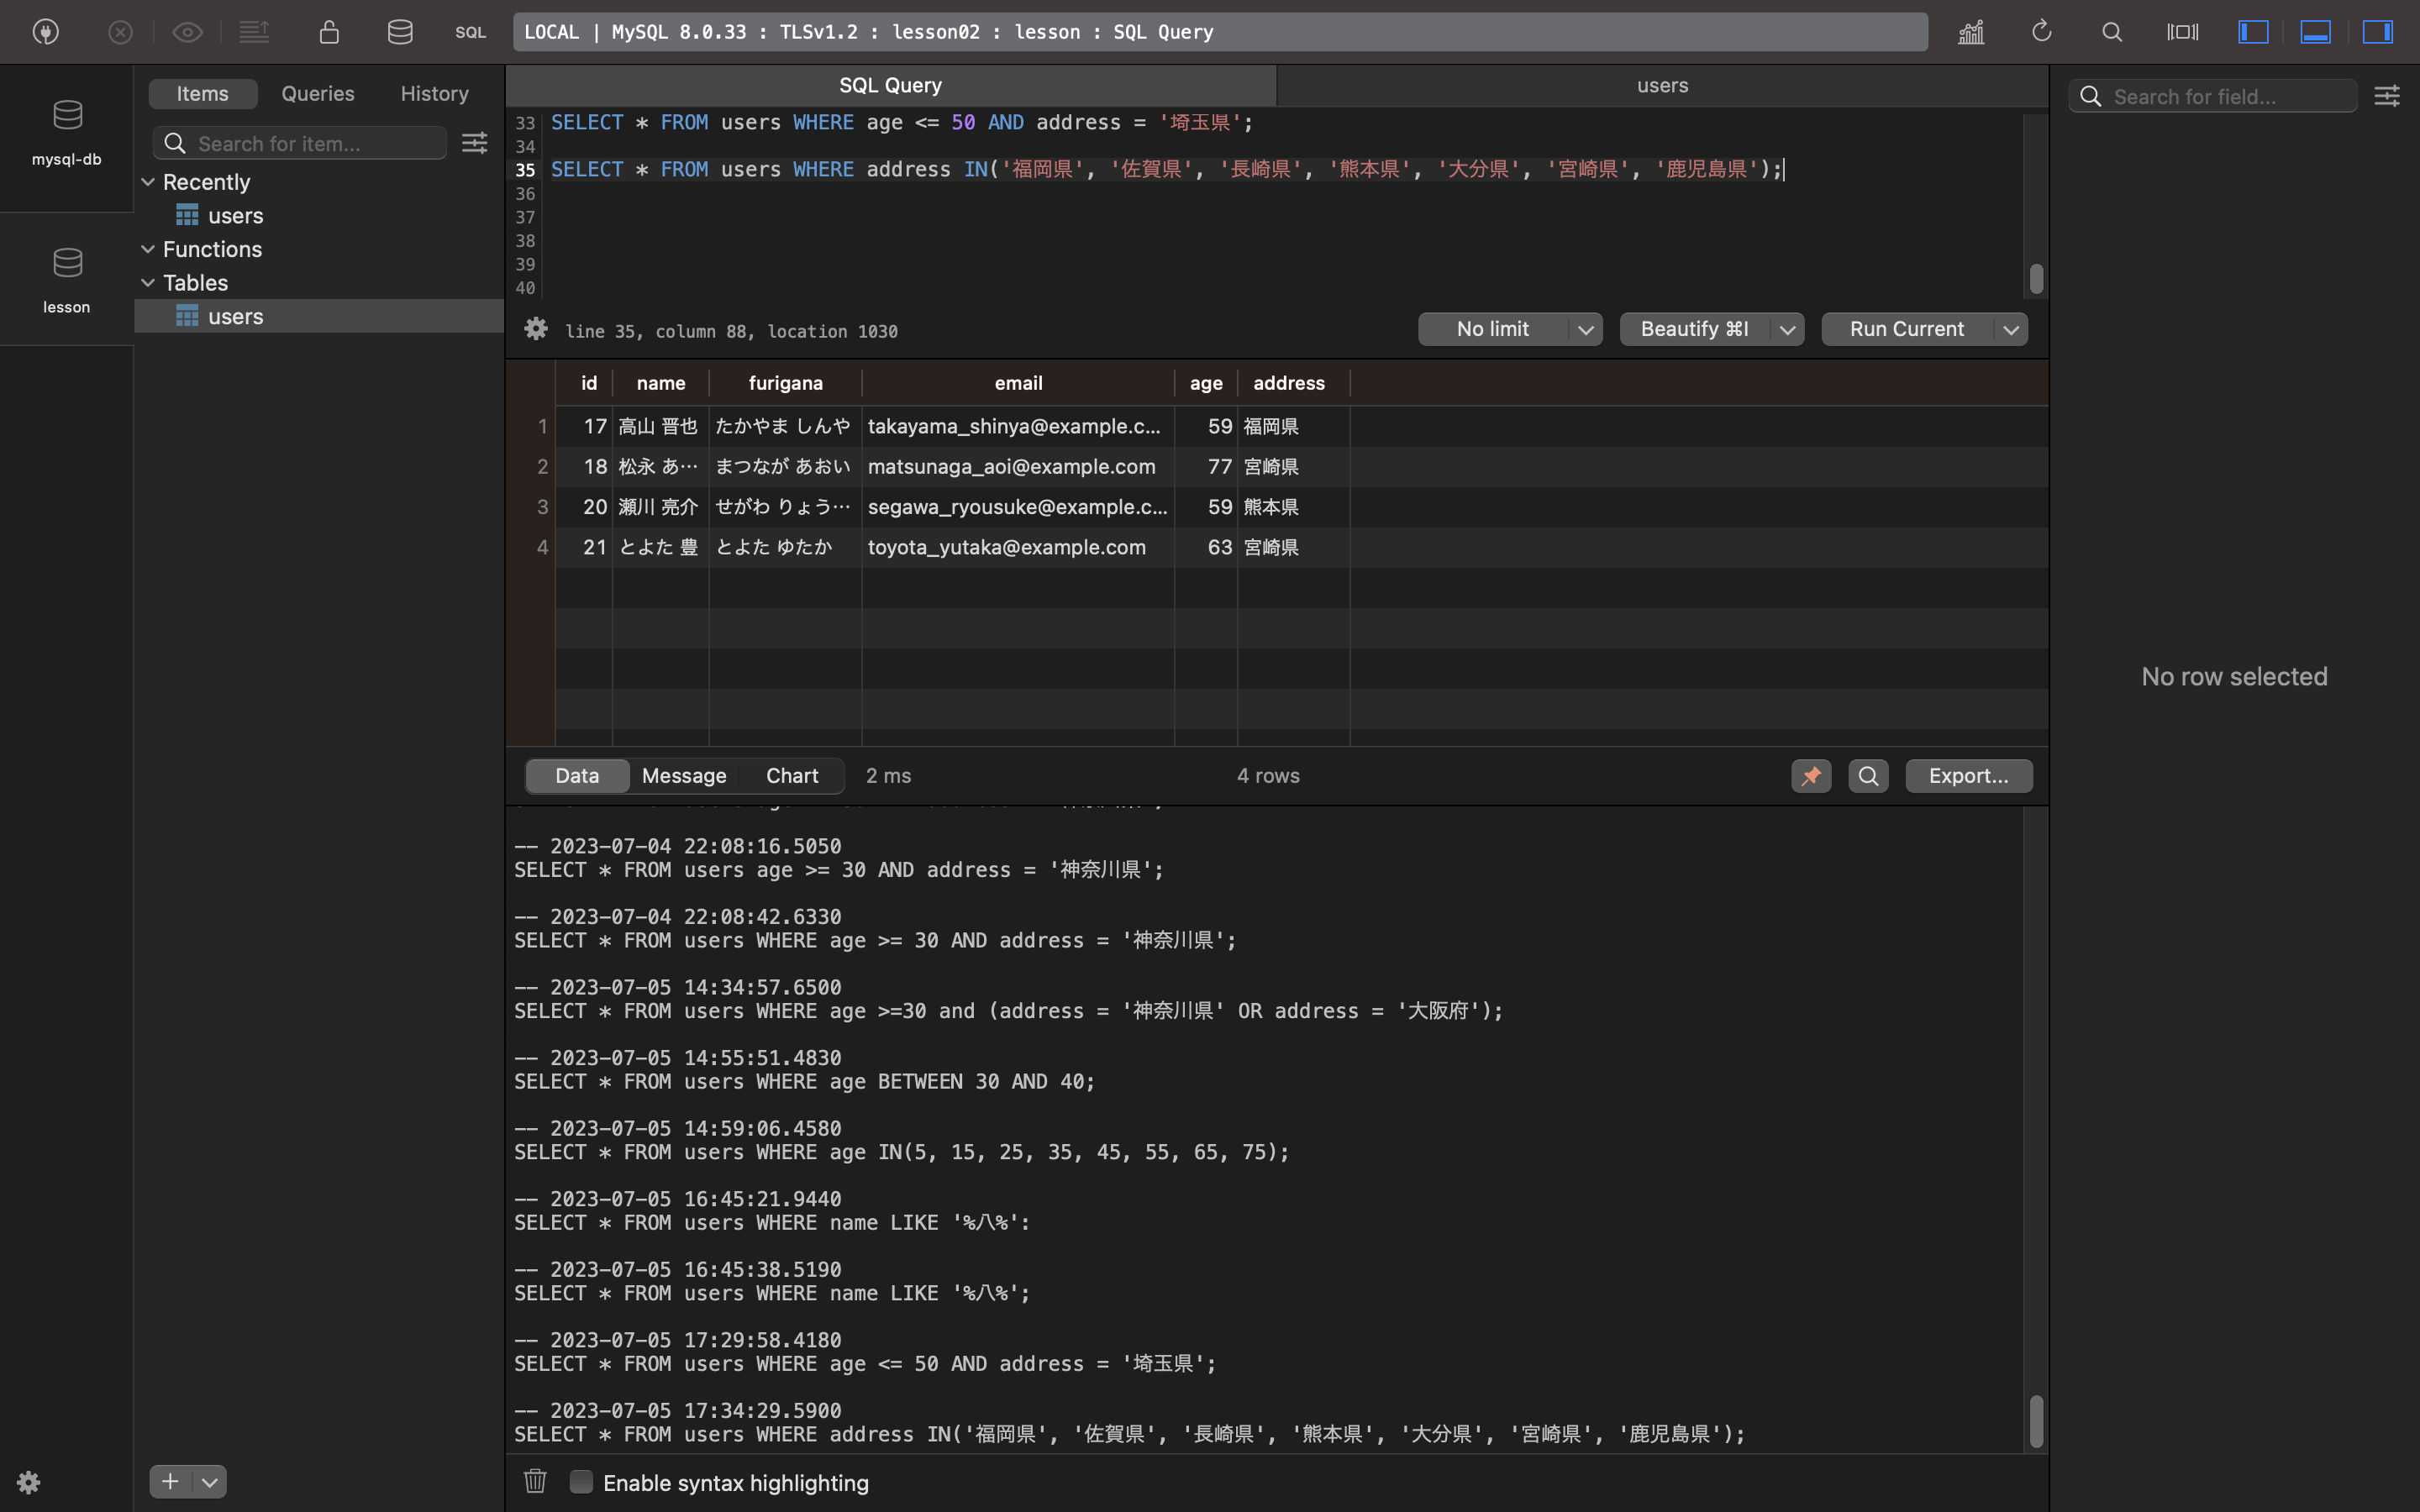 SQL
LOCAL | MySQL 8.0.33 : TLSv1.2 : lesson02 : lesson : SQL Query
mysql-db
lesson
Items Queries History
Search for item...
Recently
users
Functions
Tables
users
SQL Query users
33 SELECT * FROM users WHERE age <= 50 AND address = '埼玉県';
34
35 SELECT * FROM users WHERE address IN('福岡県', '佐賀県', '長崎県', '熊本県', '大分県', '宮崎県', '鹿児島県');
36
37
38
39
40
line 35, column 88, location 1030 No limit Beautify ⌘I Run Current
id name furigana email age address
1 17 高山 晋也 たかやま しんや takayama_shinya@example.c... 59 福岡県
2 18 松永 あ… まつなが あおい matsunaga_aoi@example.com 77 宮崎県
3 20 瀬川 亮介 せがわ りょう… segawa_ryousuke@example.c... 59 熊本県
4 21 とよた 豊 とよた ゆたか toyota_yutaka@example.com 63 宮崎県
Data Message Chart 2 ms 4 rows Export...
-- 2023-07-04 22:08:16.5050
SELECT * FROM users age >= 30 AND address = '神奈川県';
-- 2023-07-04 22:08:42.6330
SELECT * FROM users WHERE age >= 30 AND address = '神奈川県';
-- 2023-07-05 14:34:57.6500
SELECT * FROM users WHERE age >=30 and (address = '神奈川県' OR address = '大阪府');
-- 2023-07-05 14:55:51.4830
SELECT * FROM users WHERE age BETWEEN 30 AND 40;
-- 2023-07-05 14:59:06.4580
SELECT * FROM users WHERE age IN(5, 15, 25, 35, 45, 55, 65, 75);
-- 2023-07-05 16:45:21.9440
SELECT * FROM users WHERE name LIKE '%八%':
-- 2023-07-05 16:45:38.5190
SELECT * FROM users WHERE name LIKE '%八%';
-- 2023-07-05 17:29:58.4180
SELECT * FROM users WHERE age <= 50 AND address = '埼玉県';
-- 2023-07-05 17:34:29.5900
SELECT * FROM users WHERE address IN('福岡県', '佐賀県', '長崎県', '熊本県', '大分県', '宮崎県', '鹿児島県');
Enable syntax highlighting
Search for field...
No row selected